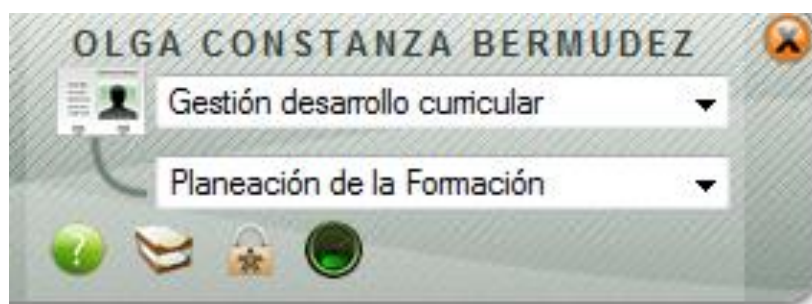 OLGA CONSTANZA BERMUDEZ
Gestión desarrollo curricular
Planeación de la Formación